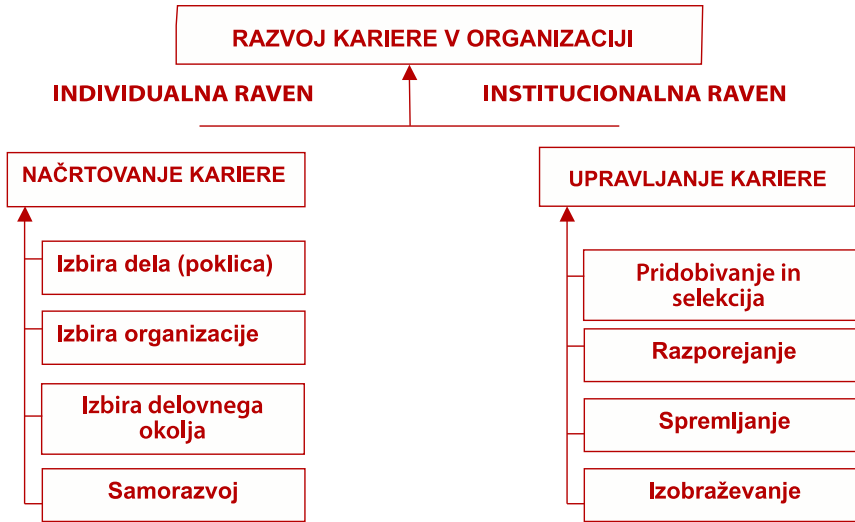 RAZVOJ KARIERE V ORGANIZACIJI
INDIVIDUALNA RAVEN
INSTITUCIONALNA RAVEN
NAČRTOVANJE KARIERE
Izbira dela (poklica)
Izbira organizacije
Izbira delovnega
okolja
Samorazvoj
UPRAVLJANJE KARIERE
Pridobivanje in
selekcija
Razporejanje
Spremljanje
Izobraževanje